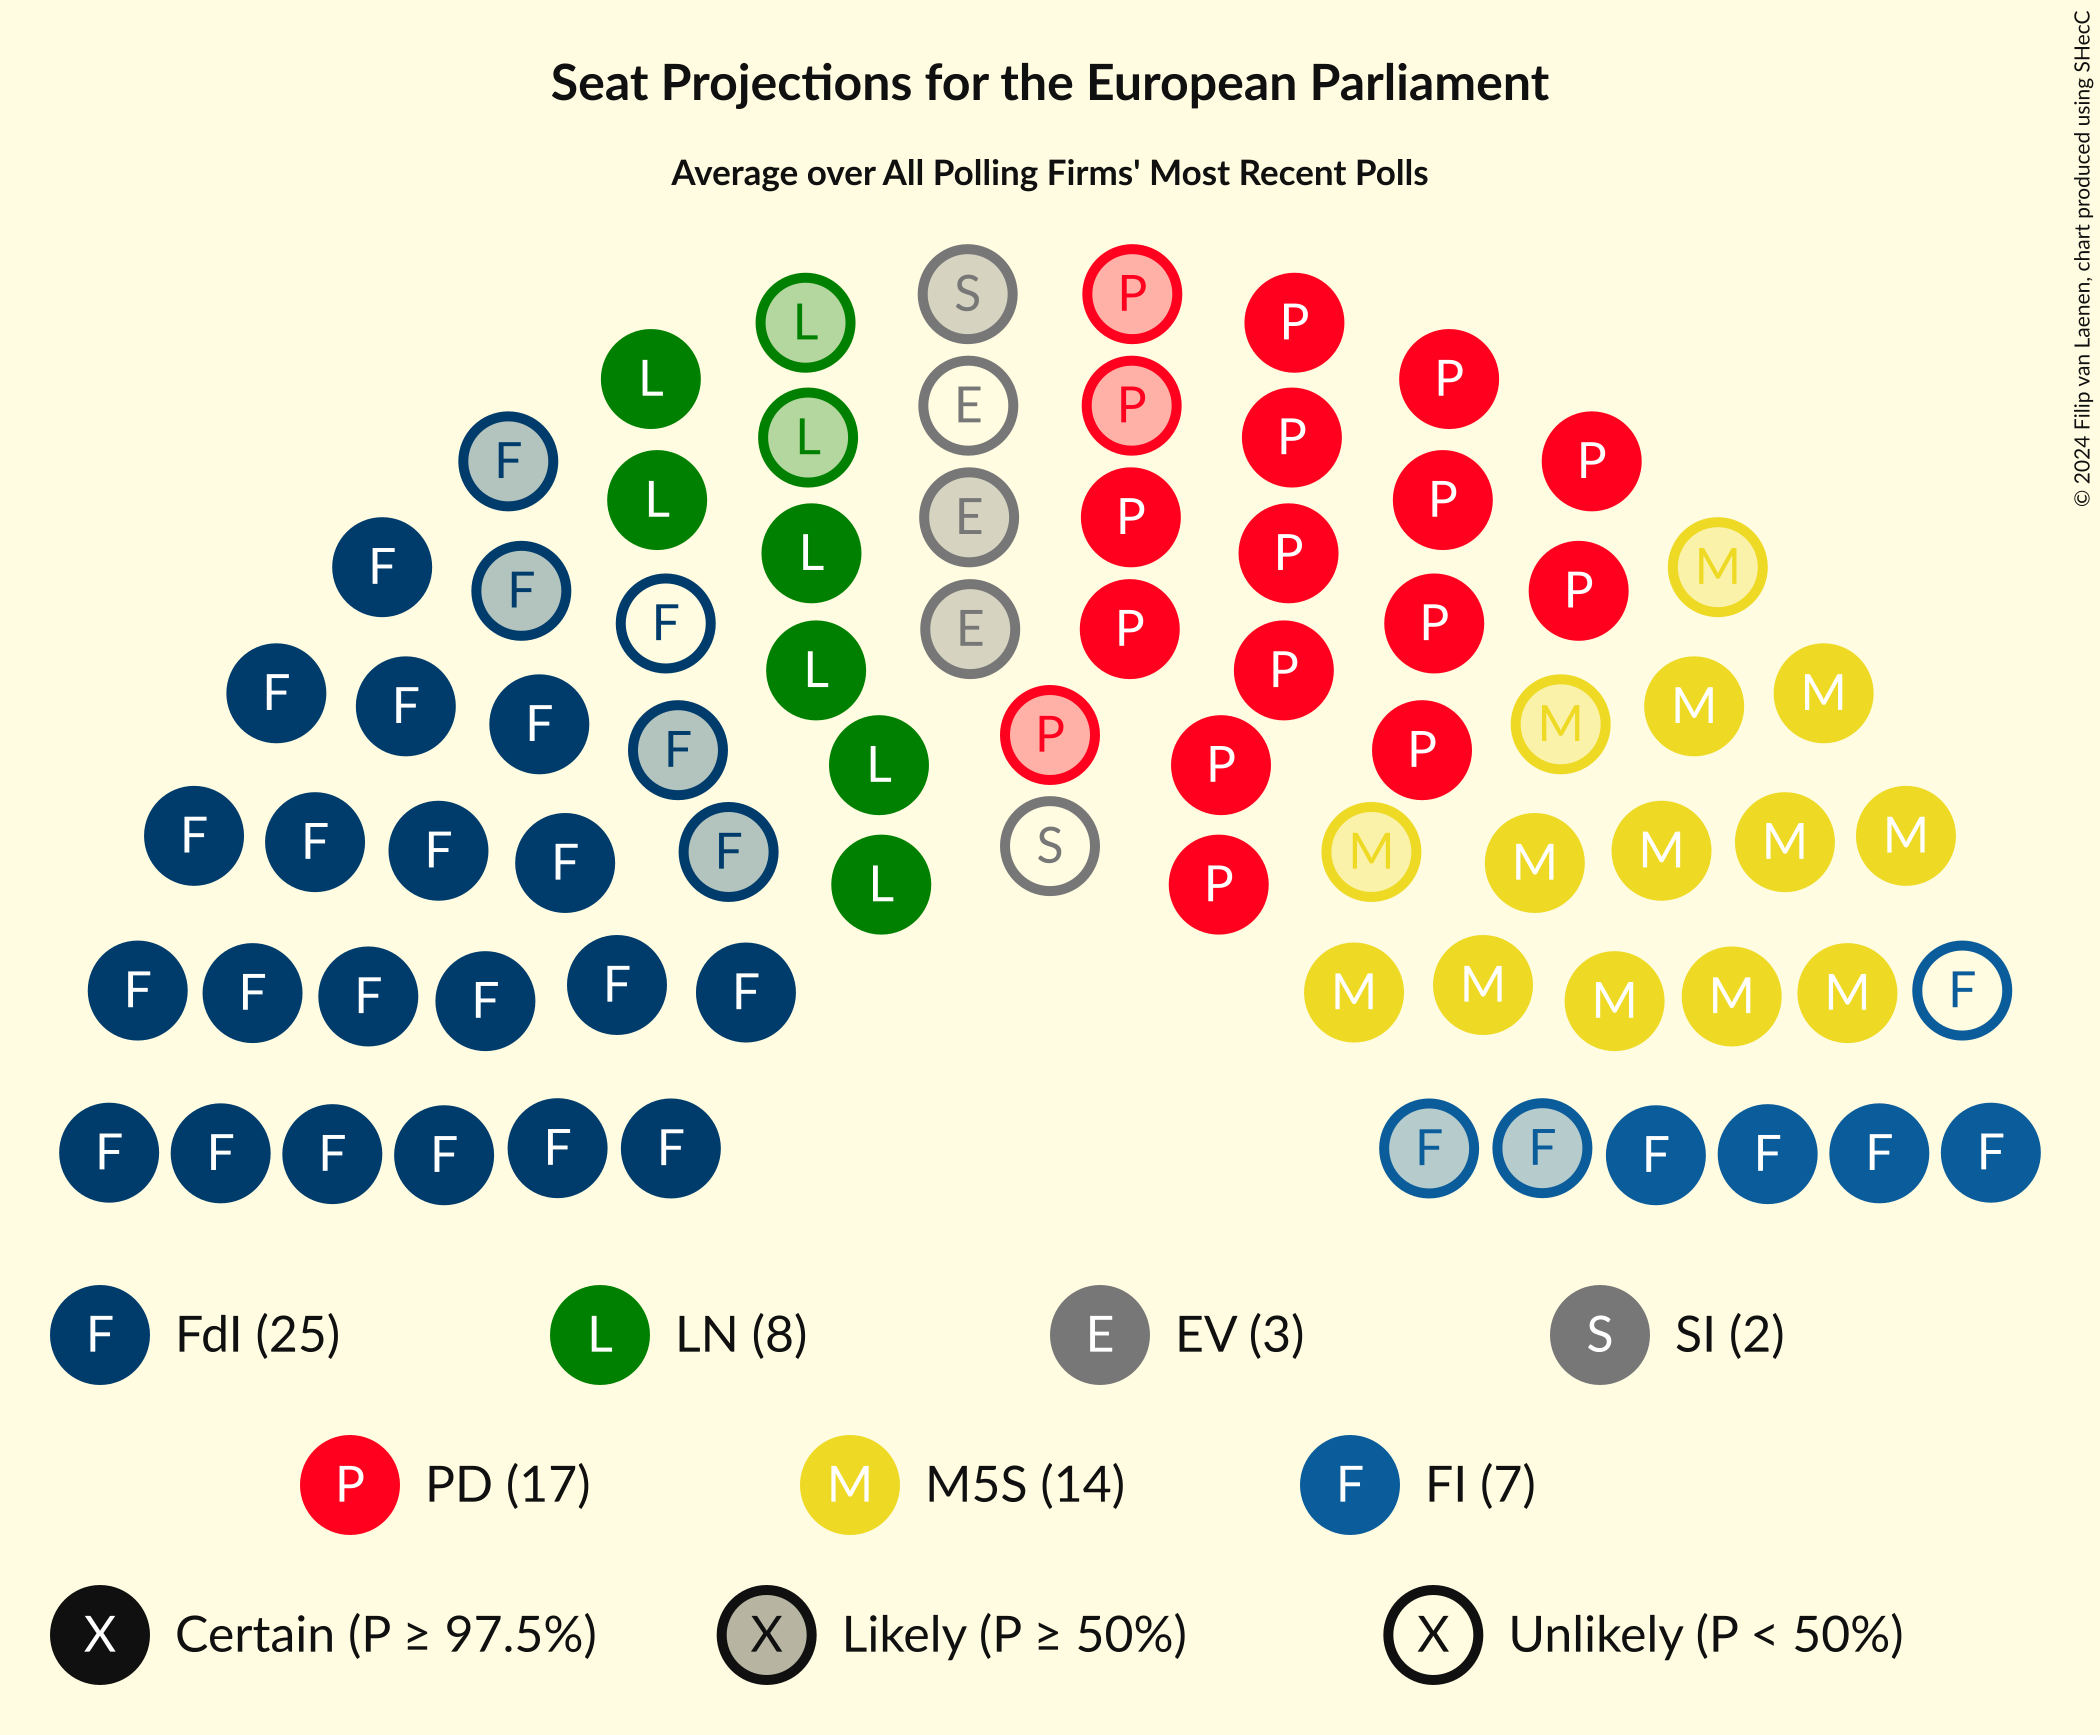 Seat Projections for the European Parliament
Average over All Polling Firms' Most Recent Polls
© 2024 Filip van Laenen, chart produced using SHecC
S P
L P
L P
E P
L P
F P
L P
E P
L P
F M
F P
L P
F P
E P
L P
F M
F M
F M
P
F P
L P
F M
F M
F M
F M
S
F M
F M
L P
F M
F M
F F
F M
F M
F M
F F
F F
F F
F F
F F
F F
F FdI (25) L LN (8) E EV (3) S SI (2)
P PD (17) M M5S (14) F FI (7)
X Certain (P ≥ 97.5%) X Likely (P ≥ 50%) X Unlikely (P < 50%)